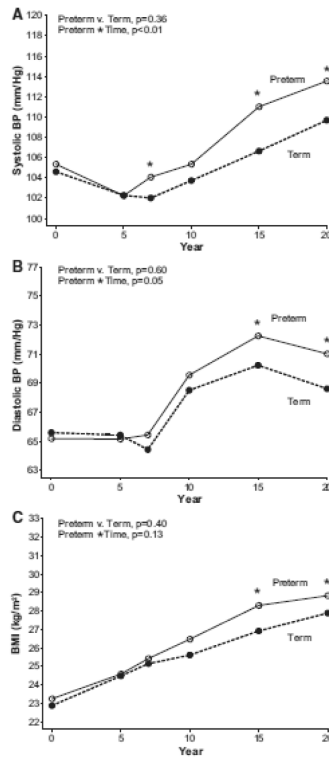 A
Preterm v. Term, p=0.36
Preterm * Time, p<0.01
Systolic BP (mm/Hg)
120
118
116
114
112
110
108
106
104
102
100
*
*
*
Preterm
Term
0
5
10
15
20
Year
B
Preterm v. Term, p=0.60
Preterm * Time, p=0.05
Diastolic BP (mm/Hg)
77
75
73
71
69
66
65
63
*
*
Preterm
Term
0
5
10
15
20
Year
C
Preterm v. Term, p=0.40
Preterm * Time, p=0.13
BMI (kg/m²)
33
32
31
30
29
28
27
26
25
24
23
22
*
*
Preterm
Term
0
5
10
15
20
Year